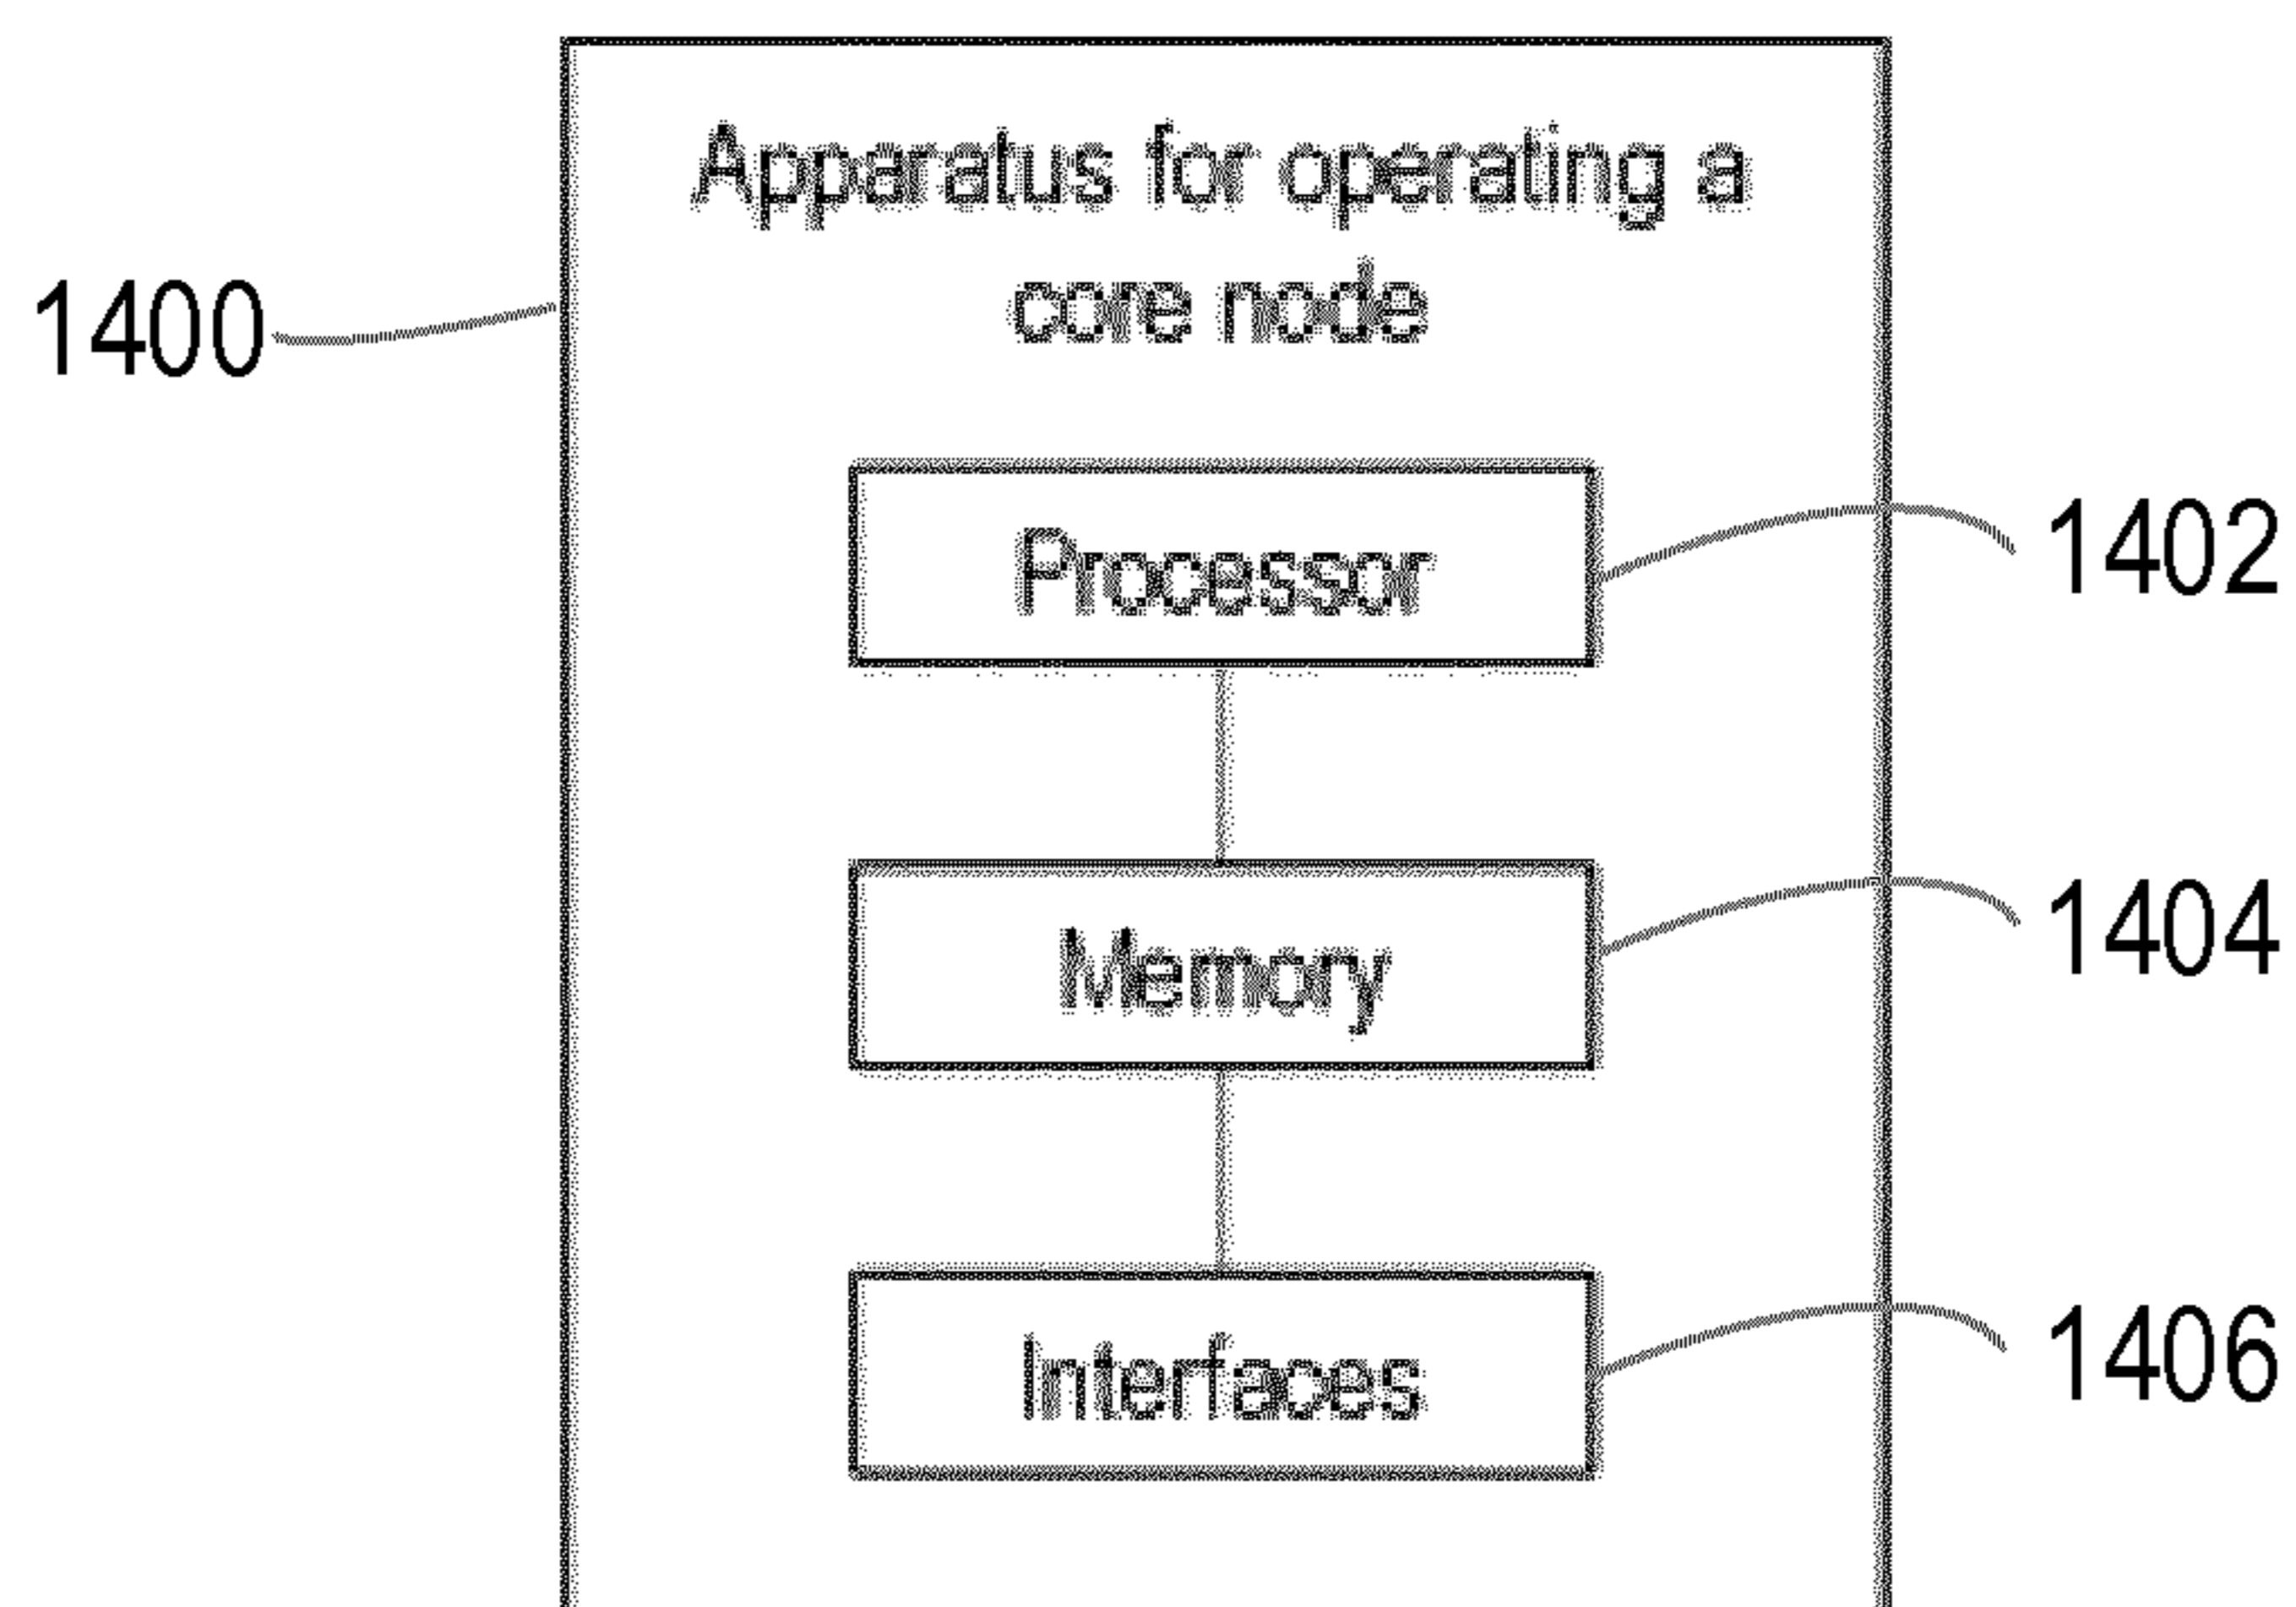 Apparatus for operating a
core node
1400
Processor
1402
Memory
1404
Interfaces
1406